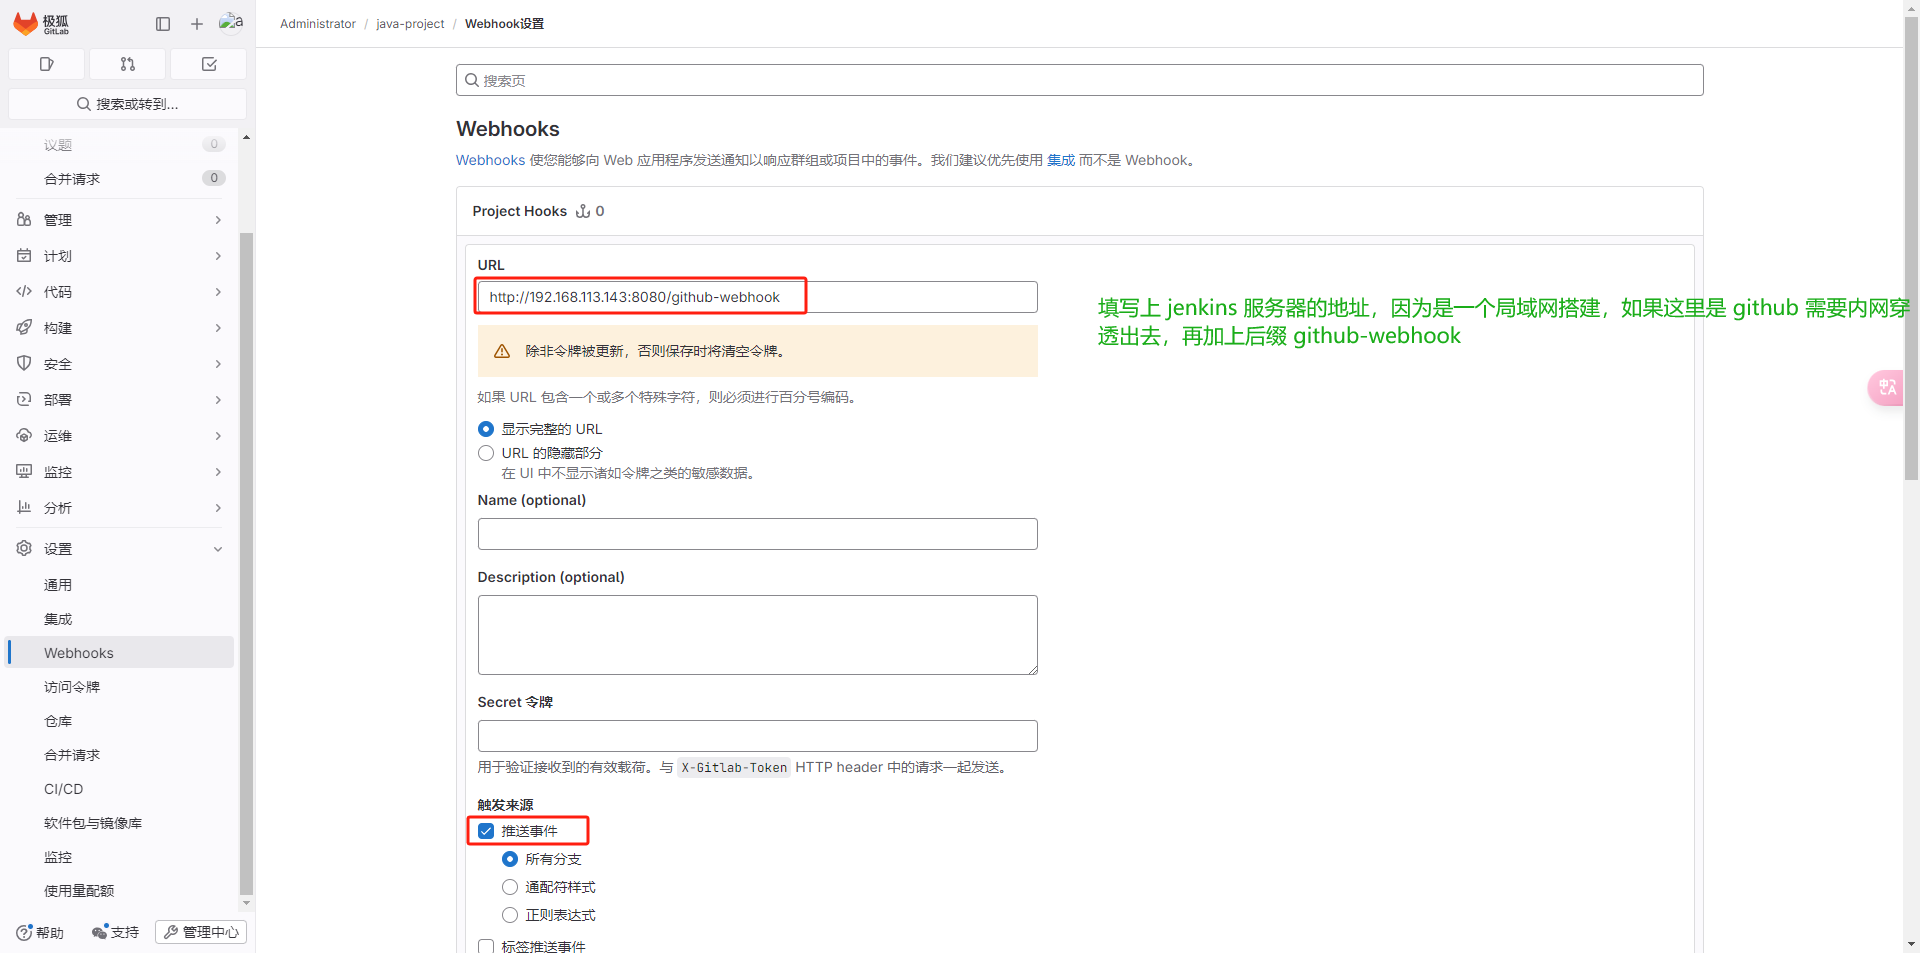 极狐
GitLab
a
Administrator / java-project / Webhook设置
搜索或转到...
搜索页
议题 0
合并请求 0
管理
计划
代码
构建
安全
部署
运维
监控
分析
设置
通用
集成
Webhooks
访问令牌
仓库
合并请求
CI/CD
软件包与镜像库
监控
使用量配额
帮助
支持
管理中心
Webhooks
Webhooks 使您能够向 Web 应用程序发送通知以响应群组或项目中的事件。我们建议优先使用 集成 而不是 Webhook。
Project Hooks 0
URL
http://192.168.113.143:8080/github-webhook
除非令牌被更新，否则保存时将清空令牌。
如果 URL 包含一个或多个特殊字符，则必须进行百分号编码。
显示完整的 URL
URL 的隐藏部分
在 UI 中不显示诸如令牌之类的敏感数据。
Name (optional)
Description (optional)
Secret 令牌
用于验证接收到的有效载荷。与 X-Gitlab-Token HTTP header 中的请求一起发送。
触发来源
推送事件
所有分支
通配符样式
正则表达式
标签推送事件
填写上 jenkins 服务器的地址，因为是一个局域网搭建，如果这里是 github 需要内网穿
透出去，再加上后缀 github-webhook